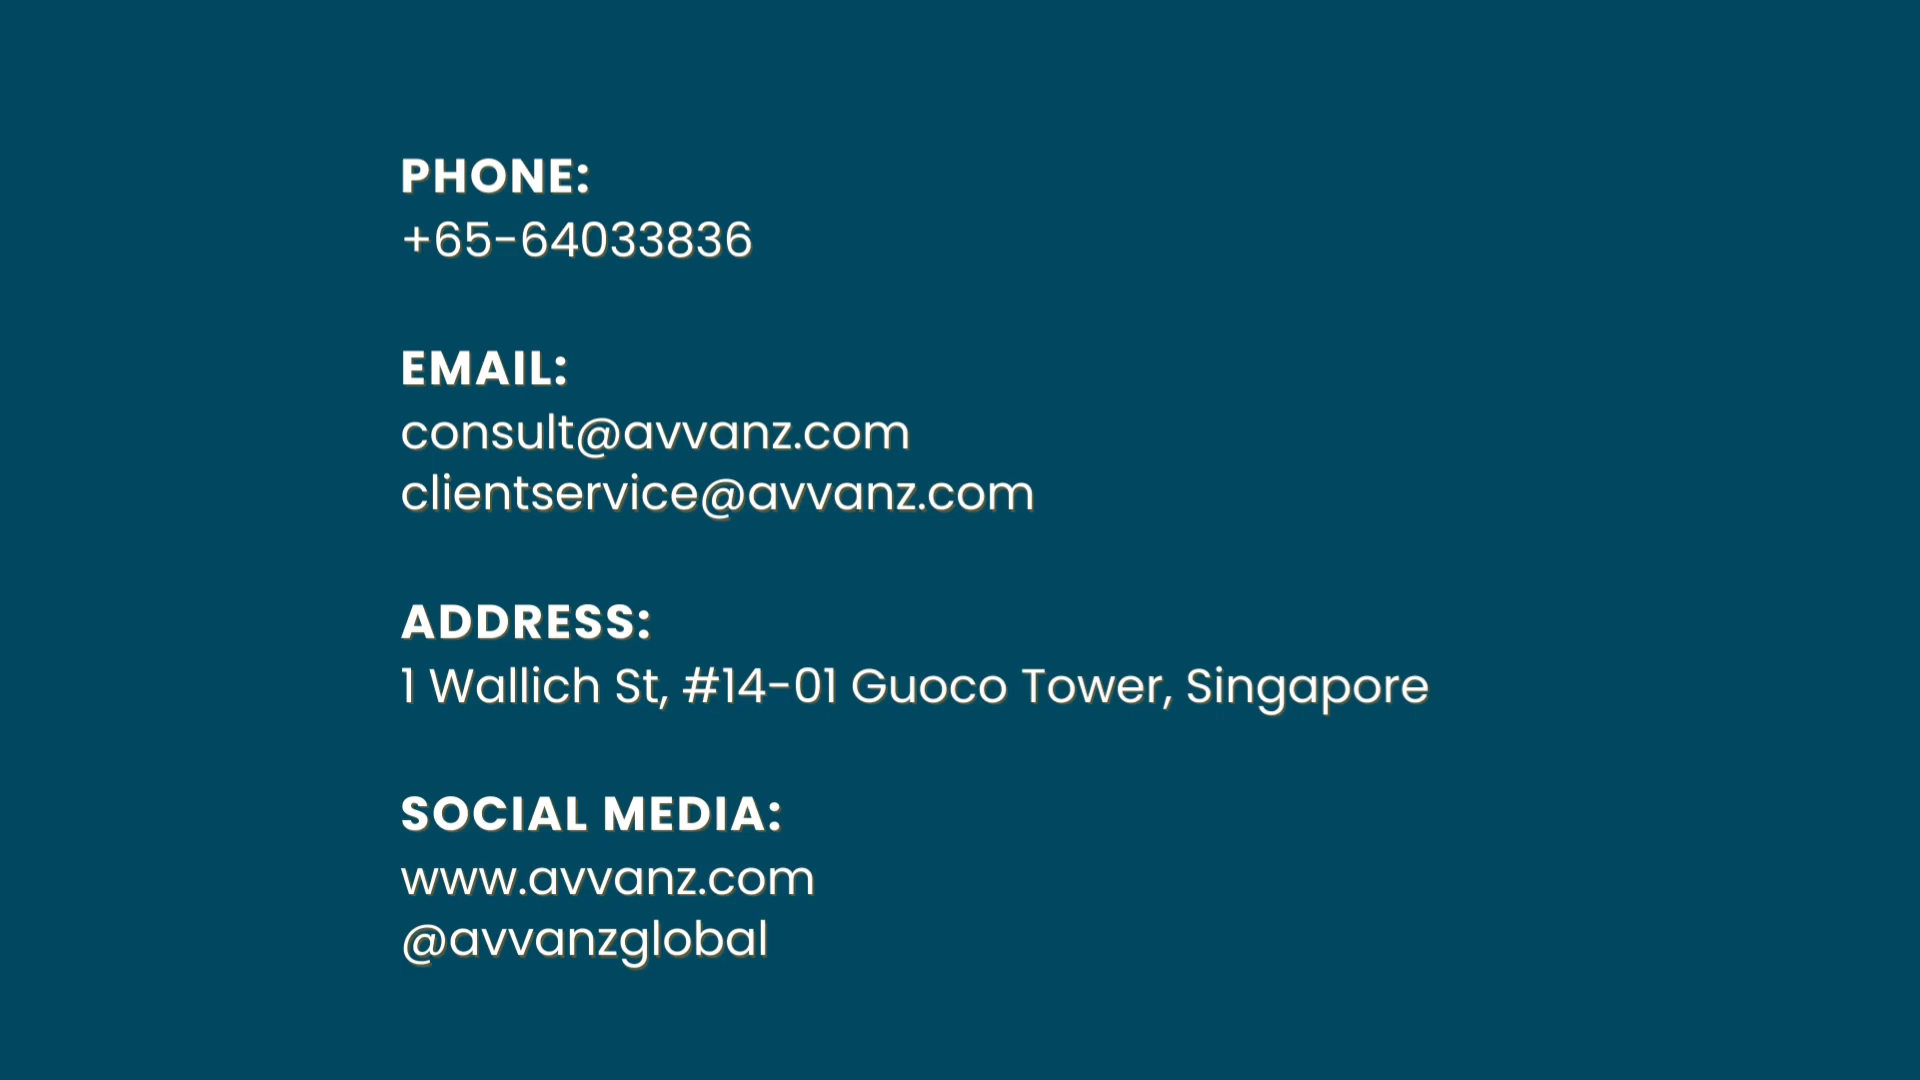 PHONE:
+65-64033836
EMAIL:
consult@avvanz.com
clientservice@avvanz.com
ADDRESS:
1 Wallich St, #14-01 Guoco Tower, Singapore
SOCIAL MEDIA:
www.avvanz.com
@avvanzglobal